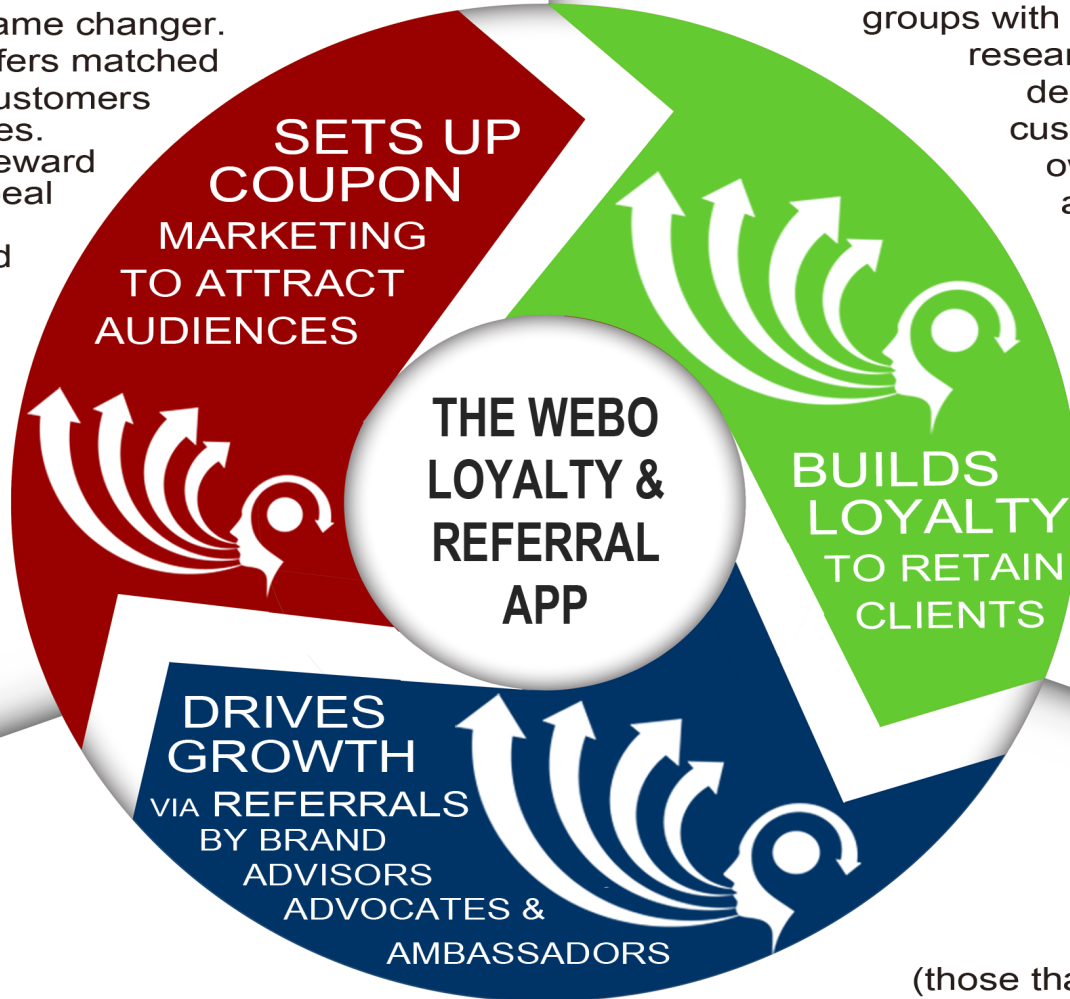 ame changer.
fers matched
ustomers
es.
eward
eal
d
groups with
resear
de
cus
ov
a
SETS UP
COUPON
MARKETING
TO ATTRACT
AUDIENCES
THE WEBO
LOYALTY &
REFERRAL
APP
BUILDS
LOYALTY
TO RETAIN
CLIENTS
DRIVES
GROWTH
VIA REFERRALS
BY BRAND
ADVISORS
ADVOCATES &
AMBASSADORS
(those tha